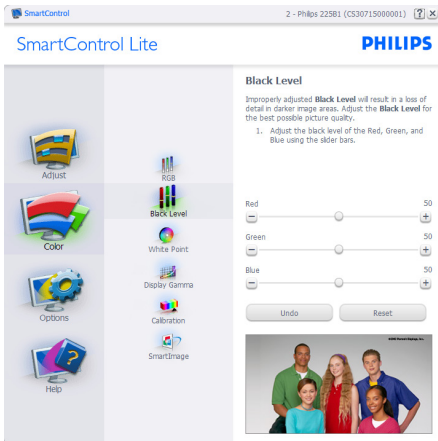 SmartControl
2 - Philips 225B1 (CS30715000001)
SmartControl Lite
PHILIPS
Adjust
Color
Options
Help
RGB
Black Level
White Point
Display Gamma
Calibration
SmartImage
Black Level
Improperly adjusted Black Level will result in a loss of
detail in darker image areas. Adjust the Black Level for
the best possible picture quality.
1. Adjust the black level of the Red, Green, and
Blue using the slider bars.
Red 50
Green 50
Blue 50
Undo Reset